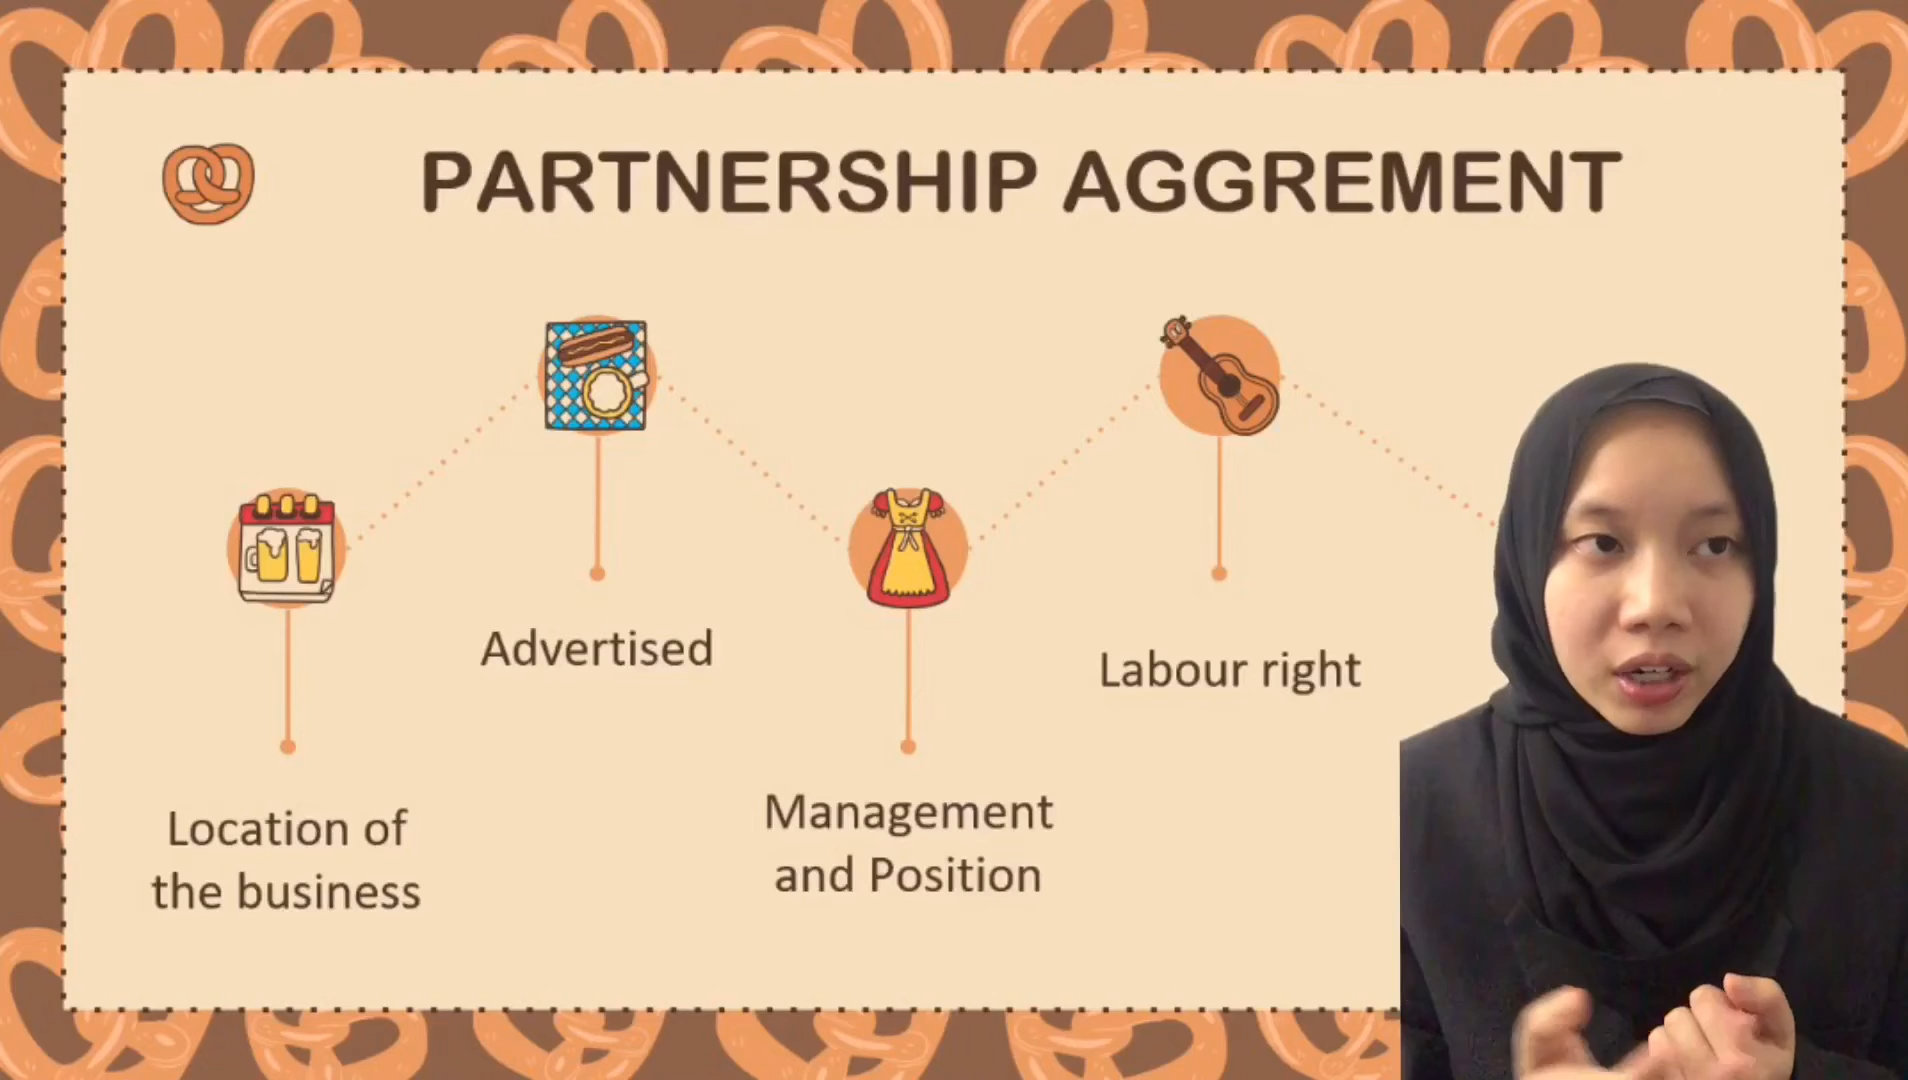 PARTNERSHIP AGGREMENT
Advertised
Labour right
Location of
the business
Management
and Position